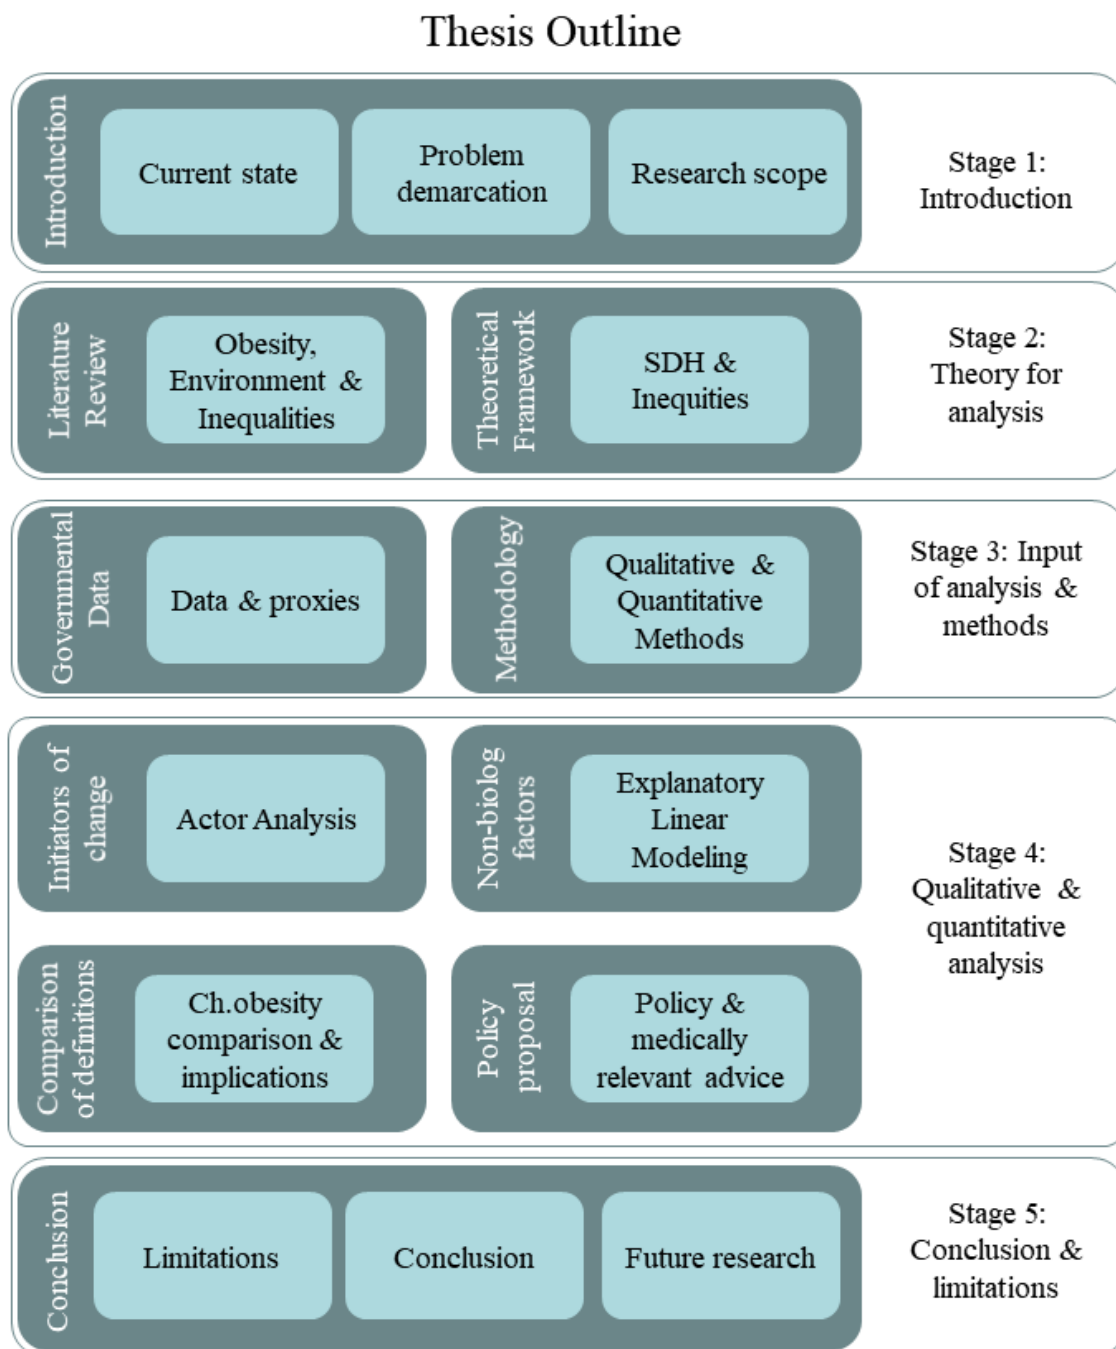 Thesis Outline
Introduction
Current state
Problem
demarcation
Research scope
Stage 1:
Introduction
Literature
Review
Obesity,
Environment &
Inequalities
Theoretical
Framework
SDH &
Inequities
Stage 2:
Theory for
analysis
Governmental
Data
Data & proxies
Methodology
Qualitative &
Quantitative
Methods
Stage 3: Input
of analysis &
methods
Initiators of
change
Actor Analysis
Non-biolog
factors
Explanatory
Linear
Modeling
Comparison
of definitions
Ch.obesity
comparison &
implications
Policy
proposal
Policy &
medically
relevant advice
Stage 4:
Qualitative &
quantitative
analysis
Conclusion
Limitations
Conclusion
Future research
Stage 5:
Conclusion &
limitations